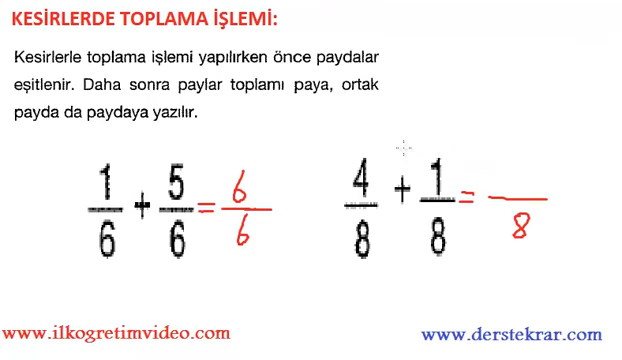 KESİRLERDE TOPLAMA İŞLEMİ:
Kesirlerle toplama işlemi yapılırken önce paydalar
eşitlenir. Daha sonra paylar toplamı paya, ortak
payda da paydaya yazılır.
1/6 + 5/6 = 6/6
4/8 + 1/8 = /8
www.ilkogretimvideo.com
www.derstekrar.com